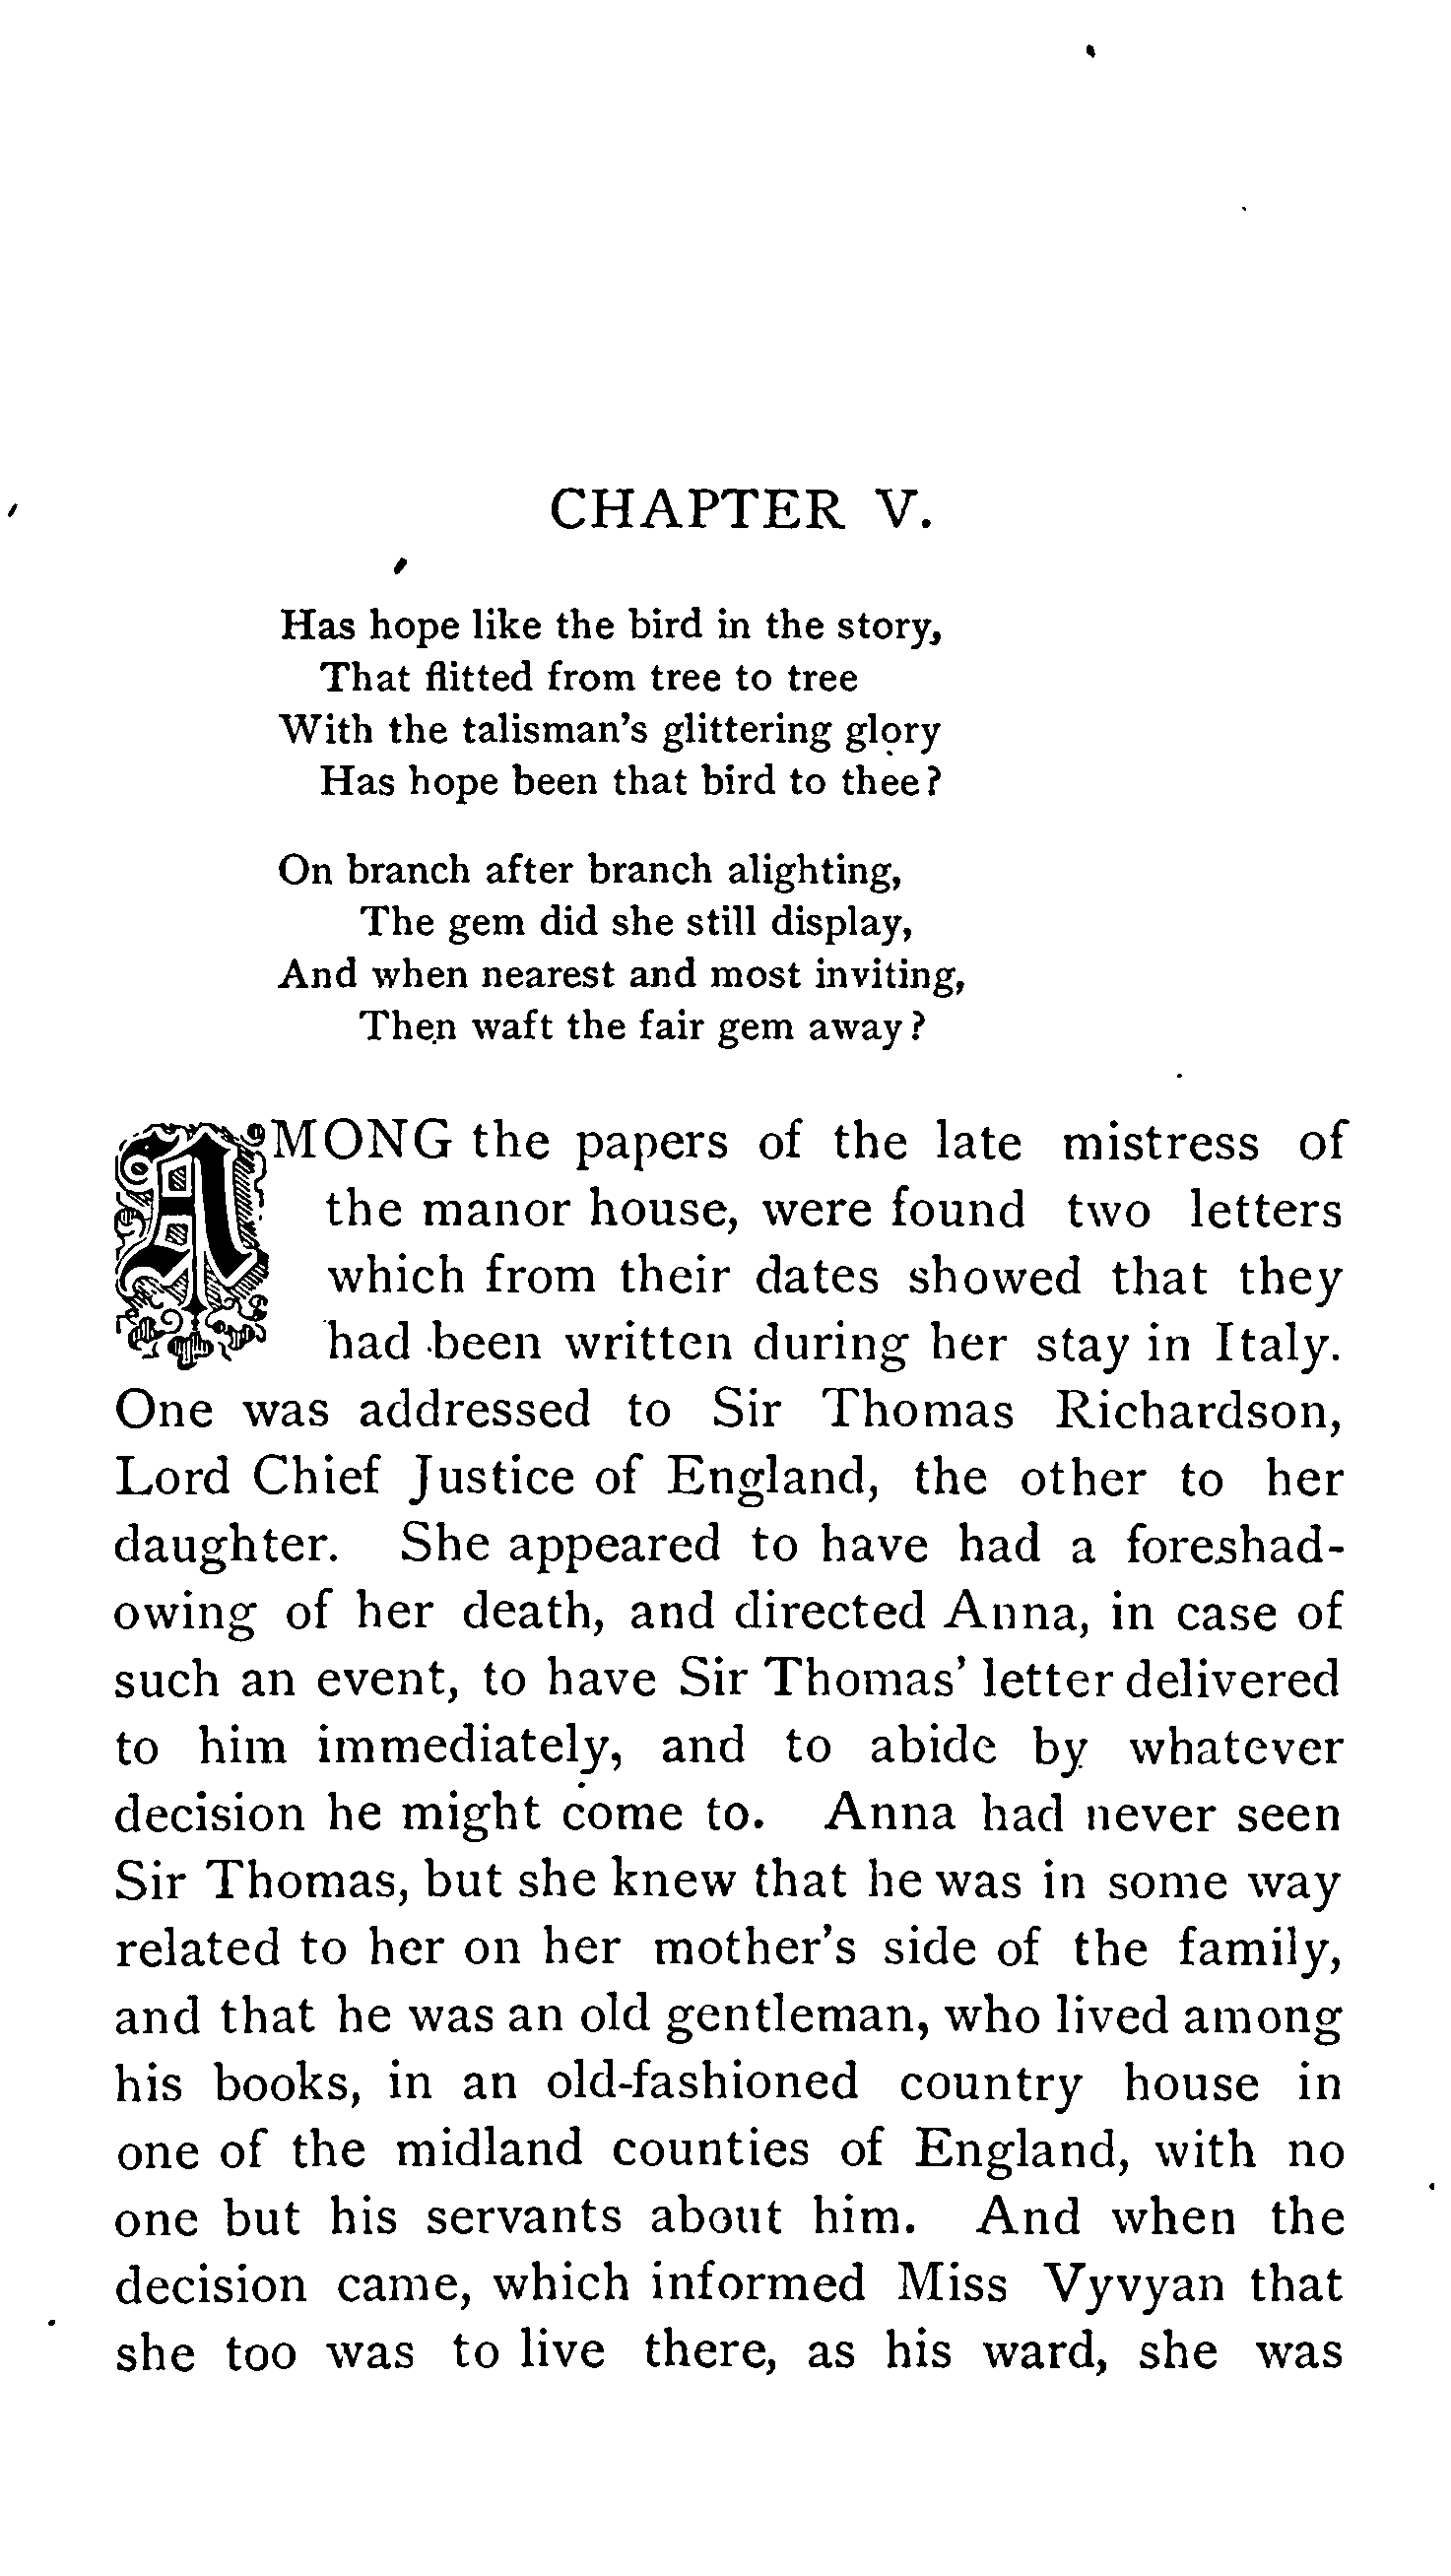 CHAPTER V.
Has hope like the bird in the story,
That flitted from tree to tree
With the talisman's glittering glory
Has hope been that bird to thee?
On branch after branch alighting,
The gem did she still display,
And when nearest and most inviting,
Then waft the fair gem away?
AMONG the papers of the late mistress of
the manor house, were found two letters
which from their dates showed that they
had been written during her stay in Italy.
One was addressed to Sir Thomas Richardson,
Lord Chief Justice of England, the other to her
daughter. She appeared to have had a foreshad-
owing of her death, and directed Anna, in case of
such an event, to have Sir Thomas' letter delivered
to him immediately, and to abide by whatever
decision he might come to. Anna had never seen
Sir Thomas, but she knew that he was in some way
related to her on her mother's side of the family,
and that he was an old gentleman, who lived among
his books, in an old-fashioned country house in
one of the midland counties of England, with no
one but his servants about him. And when the
decision came, which informed Miss Vyvyan that
she too was to live there, as his ward, she was